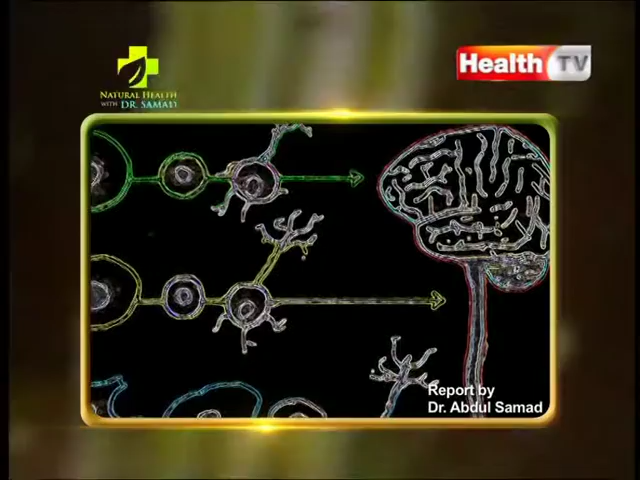 Health TV
NATURAL HEALTH
WITH DR. SAMAD
Report by
Dr. Abdul Samad